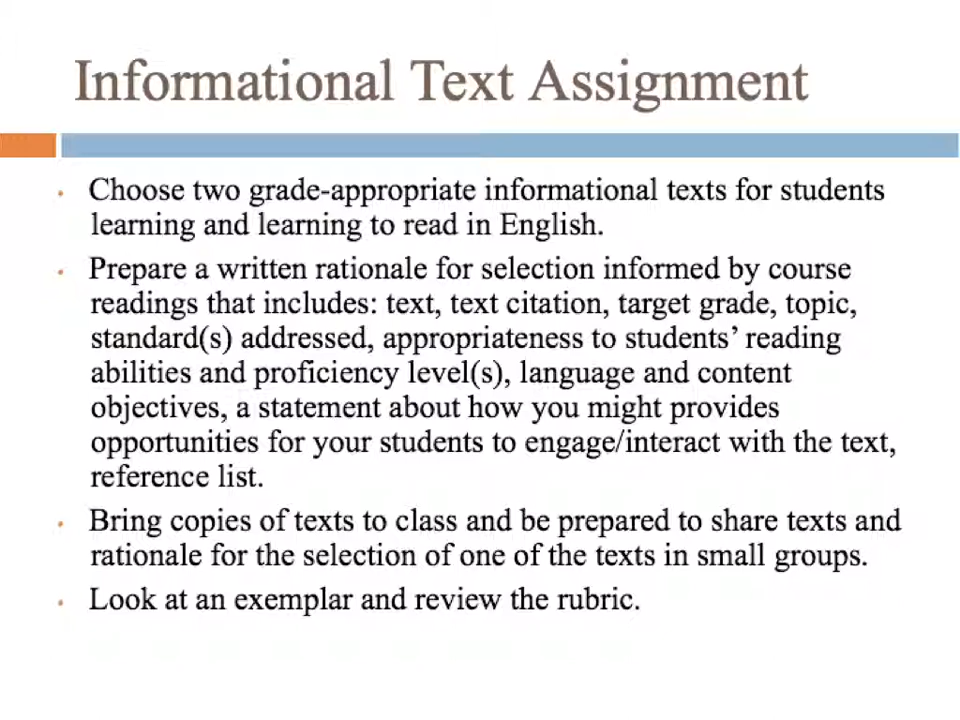 Informational Text Assignment
• Choose two grade-appropriate informational texts for students
learning and learning to read in English.
• Prepare a written rationale for selection informed by course
readings that includes: text, text citation, target grade, topic,
standard(s) addressed, appropriateness to students’ reading
abilities and proficiency level(s), language and content
objectives, a statement about how you might provides
opportunities for your students to engage/interact with the text,
reference list.
• Bring copies of texts to class and be prepared to share texts and
rationale for the selection of one of the texts in small groups.
• Look at an exemplar and review the rubric.